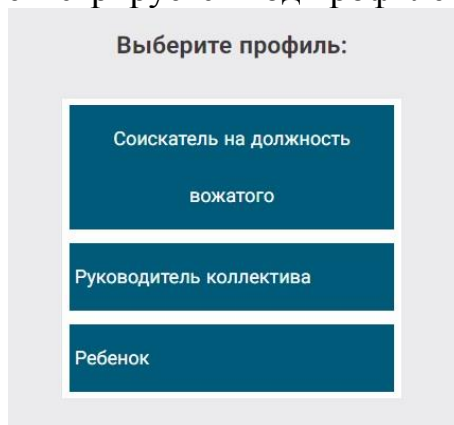 Выберите профиль:
Соискатель на должность
вожатого
Руководитель коллектива
Ребенок